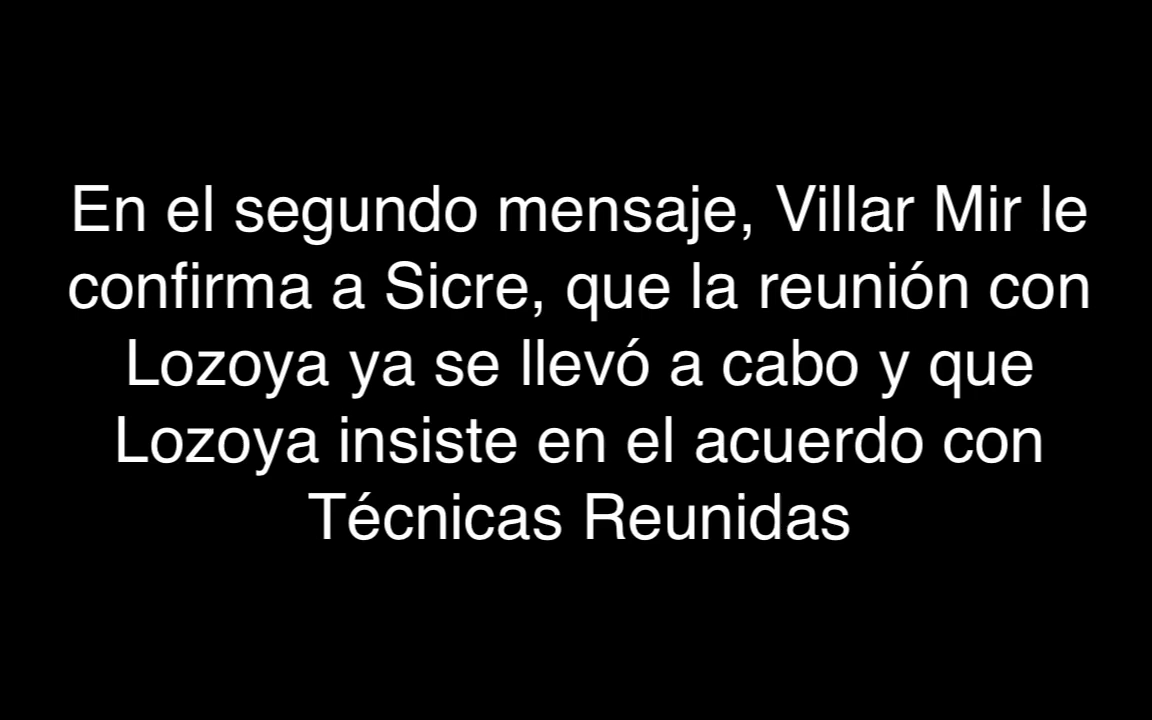 En el segundo mensaje, Villar Mir le
confirma a Sicre, que la reunión con
Lozoya ya se llevó a cabo y que
Lozoya insiste en el acuerdo con
Técnicas Reunidas